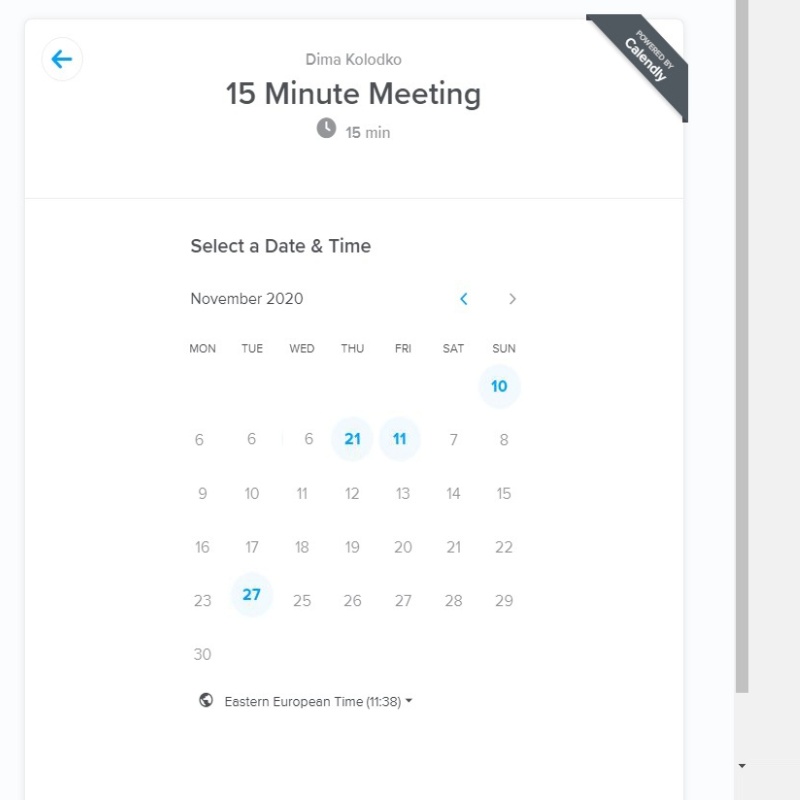 POWERED BY
Calendly
Dima Kolodko
15 Minute Meeting
15 min
Select a Date & Time
November 2020
MON TUE WED THU FRI SAT SUN
10
6 6 6 21 11 7 8
9 10 11 12 13 14 15
16 17 18 19 20 21 22
23 27 25 26 27 28 29
30
Eastern European Time (11:38)